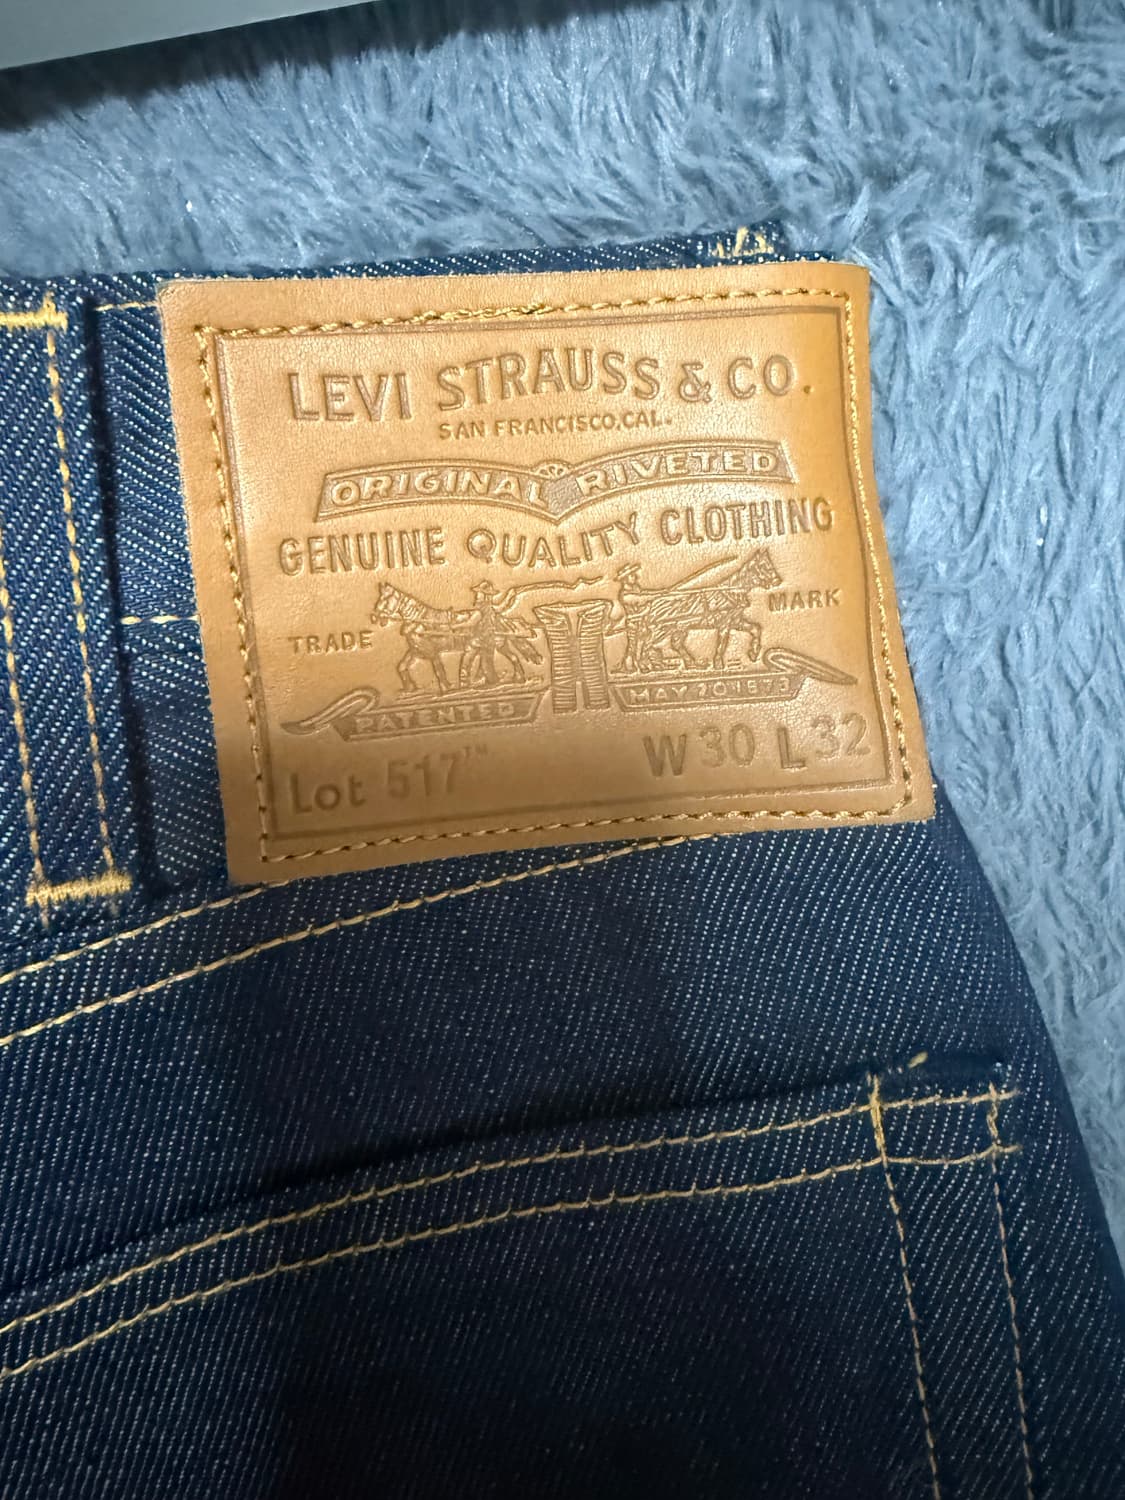 LEVI STRAUSS & CO.
SAN FRANCISCO, CAL.
ORIGINAL RIVETED
GENUINE QUALITY CLOTHING
TRADE MARK
PATENTED MAY 20 1873
Lot 517™ W30 L32